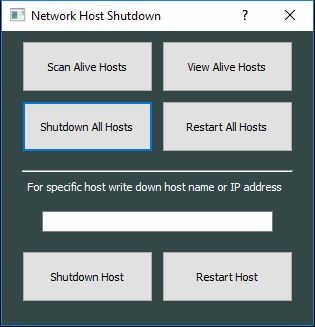 Network Host Shutdown
Scan Alive Hosts
View Alive Hosts
Shutdown All Hosts
Restart All Hosts
For specific host write down host name or IP address
Shutdown Host
Restart Host